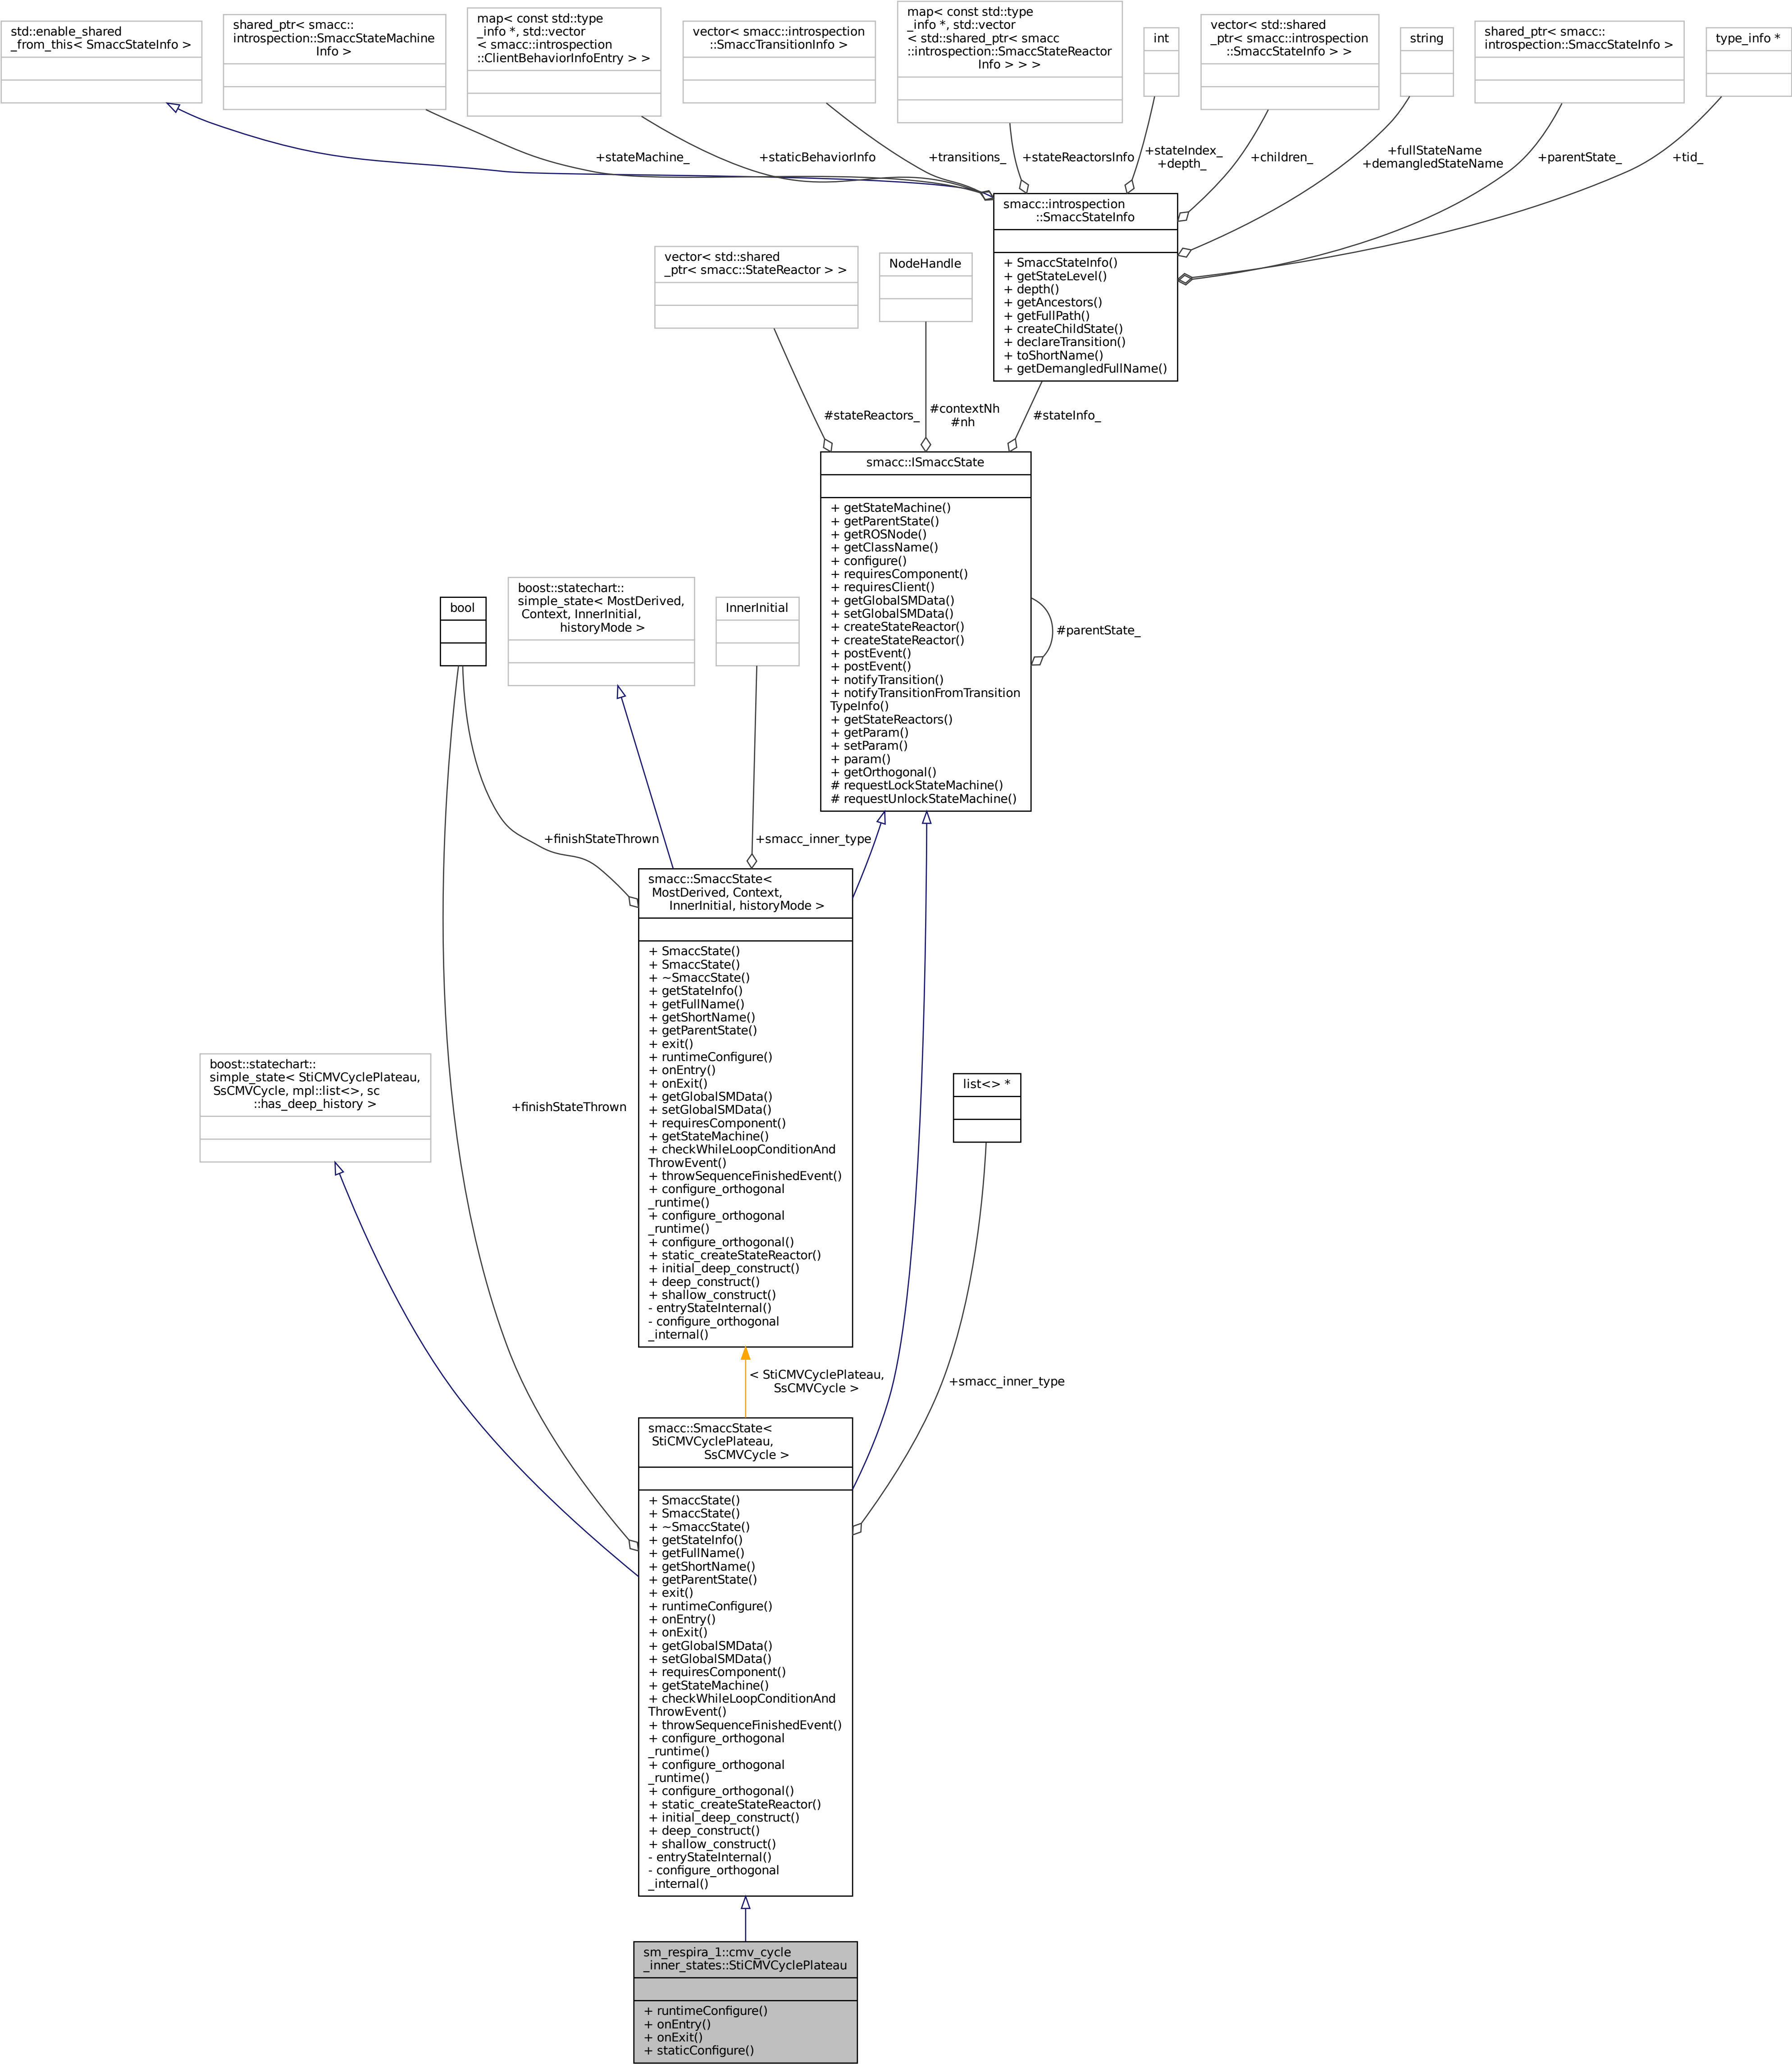 std::enable_shared
_from_this< SmaccStateInfo >
shared_ptr< smacc::
introspection::SmaccStateMachine
Info >
map< const std::type
_info *, std::vector
< smacc::introspection
::ClientBehaviorInfoEntry > >
vector< smacc::introspection
::SmaccTransitionInfo >
map< const std::type
_info *, std::vector
< std::shared_ptr< smacc
::introspection::SmaccStateReactor
Info > > >
int
vector< std::shared
_ptr< smacc::introspection
::SmaccStateInfo > >
string
shared_ptr< smacc::
introspection::SmaccStateInfo >
type_info *
+stateMachine_
+staticBehaviorInfo
+transitions_
+stateReactorsInfo
+stateIndex_
+depth_
+children_
+fullStateName
+demangledStateName
+parentState_
+tid_
smacc::introspection
::SmaccStateInfo
+ SmaccStateInfo()
+ getStateLevel()
+ depth()
+ getAncestors()
+ getFullPath()
+ createChildState()
+ declareTransition()
+ toShortName()
+ getDemangledFullName()
vector< std::shared
_ptr< smacc::StateReactor > >
NodeHandle
#stateReactors_
#contextNh
#nh
#stateInfo_
smacc::ISmaccState
+ getStateMachine()
+ getParentState()
+ getROSNode()
+ getClassName()
+ configure()
+ requiresComponent()
+ requiresClient()
+ getGlobalSMData()
+ setGlobalSMData()
+ createStateReactor()
+ createStateReactor()
+ postEvent()
+ postEvent()
+ notifyTransition()
+ notifyTransitionFromTransition
TypeInfo()
+ getStateReactors()
+ getParam()
+ setParam()
+ param()
+ getOrthogonal()
# requestLockStateMachine()
# requestUnlockStateMachine()
#parentState_
bool
boost::statechart::
simple_state< MostDerived,
Context, InnerInitial,
historyMode >
InnerInitial
+finishStateThrown
+smacc_inner_type
smacc::SmaccState<
MostDerived, Context,
InnerInitial, historyMode >
+ SmaccState()
+ SmaccState()
+ ~SmaccState()
+ getStateInfo()
+ getFullName()
+ getShortName()
+ getParentState()
+ exit()
+ runtimeConfigure()
+ onEntry()
+ onExit()
+ getGlobalSMData()
+ setGlobalSMData()
+ requiresComponent()
+ getStateMachine()
+ checkWhileLoopConditionAnd
ThrowEvent()
+ throwSequenceFinishedEvent()
+ configure_orthogonal
_runtime()
+ configure_orthogonal
_runtime()
+ configure_orthogonal()
+ static_createStateReactor()
+ initial_deep_construct()
+ deep_construct()
+ shallow_construct()
- entryStateInternal()
- configure_orthogonal
_internal()
boost::statechart::
simple_state< StiCMVCyclePlateau,
SsCMVCycle, mpl::list<>, sc
::has_deep_history >
+finishStateThrown
list<> *
< StiCMVCyclePlateau,
SsCMVCycle >
+smacc_inner_type
smacc::SmaccState<
StiCMVCyclePlateau,
SsCMVCycle >
+ SmaccState()
+ SmaccState()
+ ~SmaccState()
+ getStateInfo()
+ getFullName()
+ getShortName()
+ getParentState()
+ exit()
+ runtimeConfigure()
+ onEntry()
+ onExit()
+ getGlobalSMData()
+ setGlobalSMData()
+ requiresComponent()
+ getStateMachine()
+ checkWhileLoopConditionAnd
ThrowEvent()
+ throwSequenceFinishedEvent()
+ configure_orthogonal
_runtime()
+ configure_orthogonal
_runtime()
+ configure_orthogonal()
+ static_createStateReactor()
+ initial_deep_construct()
+ deep_construct()
+ shallow_construct()
- entryStateInternal()
- configure_orthogonal
_internal()
sm_respira_1::cmv_cycle
_inner_states::StiCMVCyclePlateau
+ runtimeConfigure()
+ onEntry()
+ onExit()
+ staticConfigure()